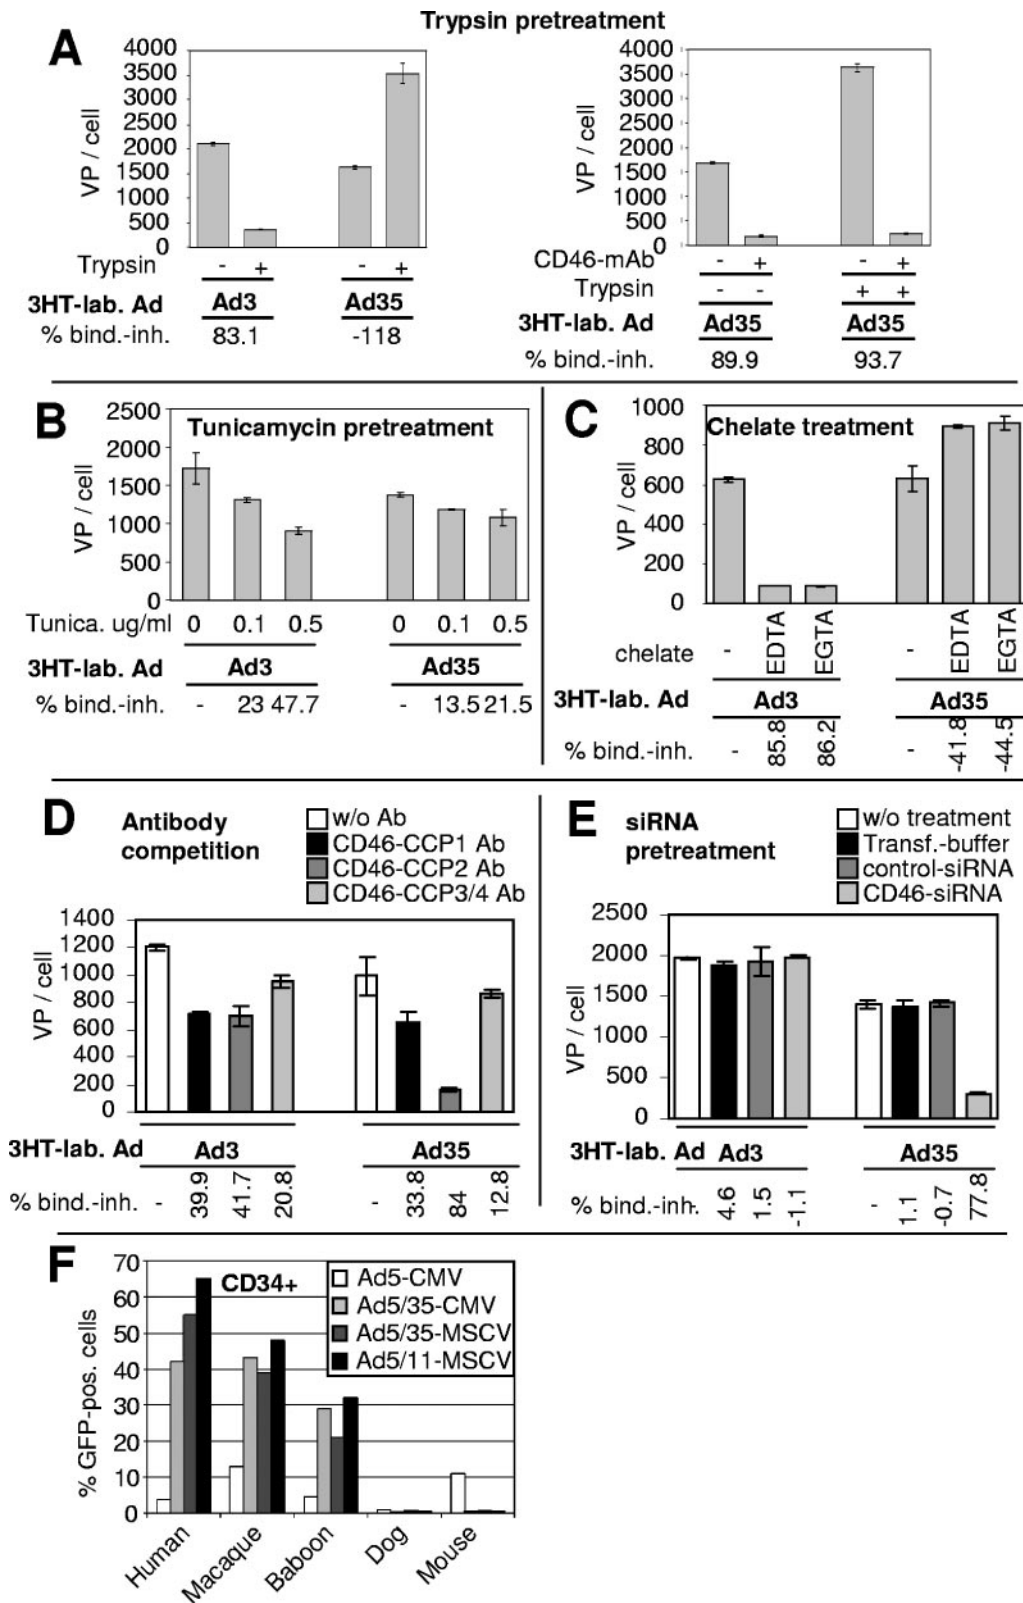 Trypsin pretreatment
A
4000
3500
3000
2500
2000
1500
1000
500
0
VP / cell
Trypsin - + - +
3HT-lab. Ad Ad3 Ad35
% bind.-inh. 83.1 -118
4000
3500
3000
2500
2000
1500
1000
500
0
VP / cell
CD46-mAb - + - +
Trypsin - - + +
3HT-lab. Ad Ad35 Ad35
% bind.-inh. 89.9 93.7
B
Tunicamycin pretreatment
2500
2000
1500
1000
500
0
VP / cell
Tunica. ug/ml 0 0.1 0.5 0 0.1 0.5
3HT-lab. Ad Ad3 Ad35
% bind.-inh. - 23 47.7 - 13.5 21.5
C
Chelate treatment
1000
800
600
400
200
0
VP / cell
chelate - EDTA EGTA - EDTA EGTA
3HT-lab. Ad Ad3 Ad35
% bind.-inh. - 85.8 86.2 - -41.8 -44.5
D
Antibody
competition
w/o Ab
CD46-CCP1 Ab
CD46-CCP2 Ab
CD46-CCP3/4 Ab
1400
1200
1000
800
600
400
200
0
VP / cell
3HT-lab. Ad Ad3 Ad35
% bind.-inh. - 39.9 41.7 20.8 - 33.8 84 12.8
E
siRNA
pretreatment
w/o treatment
Transf.-buffer
control-siRNA
CD46-siRNA
2500
2000
1500
1000
500
0
VP / cell
3HT-lab. Ad Ad3 Ad35
% bind.-inh. - 4.6 1.5 -1.1 - 1.1 -0.7 77.8
F
CD34+
Ad5-CMV
Ad5/35-CMV
Ad5/35-MSCV
Ad5/11-MSCV
70
60
50
40
30
20
10
0
% GFP-pos. cells
Human Macaque Baboon Dog Mouse